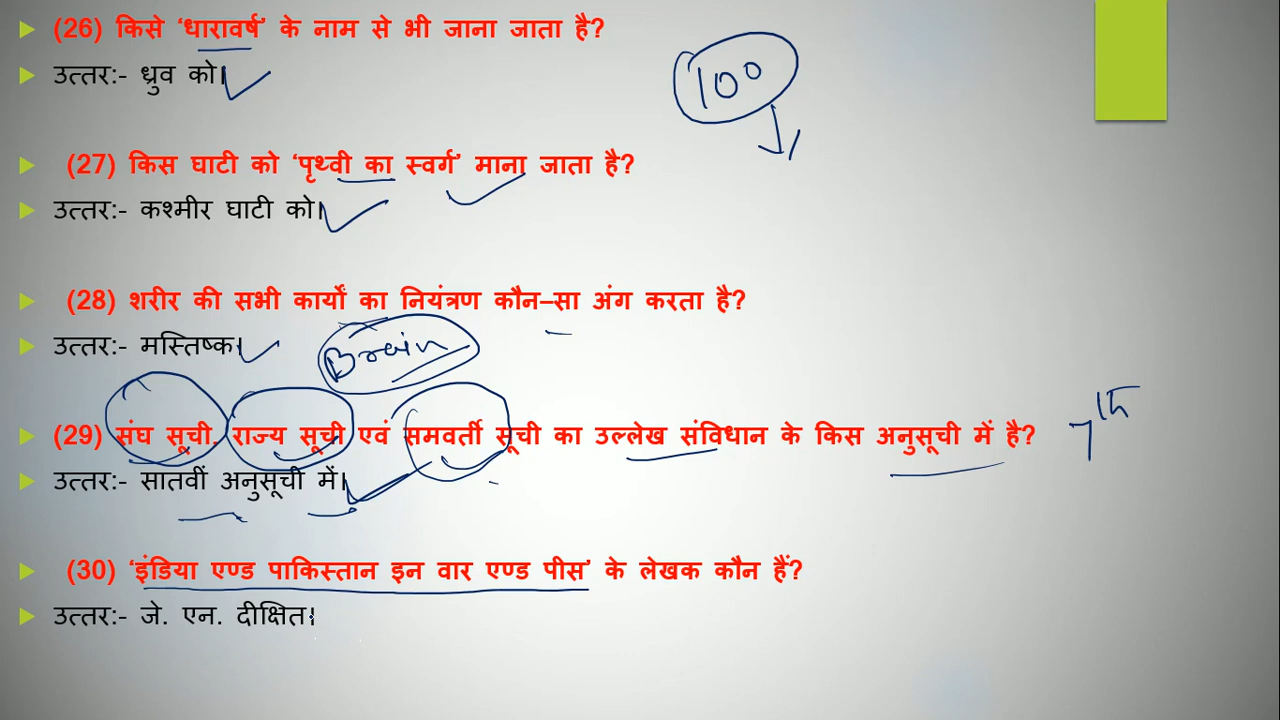 (26) किसे ‘धारावर्ष’ के नाम से भी जाना जाता है?
उत्तर:- ध्रुव को।
100
(27) किस घाटी को ‘पृथ्वी का स्वर्ग’ माना जाता है?
उत्तर:- कश्मीर घाटी को।
(28) शरीर की सभी कार्यों का नियंत्रण कौन–सा अंग करता है?
उत्तर:- मस्तिष्क।
Brain
(29) संघ सूची, राज्य सूची एवं समवर्ती सूची का उल्लेख संविधान के किस अनुसूची में है?
7th
उत्तर:- सातवीं अनुसूची में।
(30) ‘इंडिया एण्ड पाकिस्तान इन वार एण्ड पीस’ के लेखक कौन हैं?
उत्तर:- जे. एन. दीक्षित।